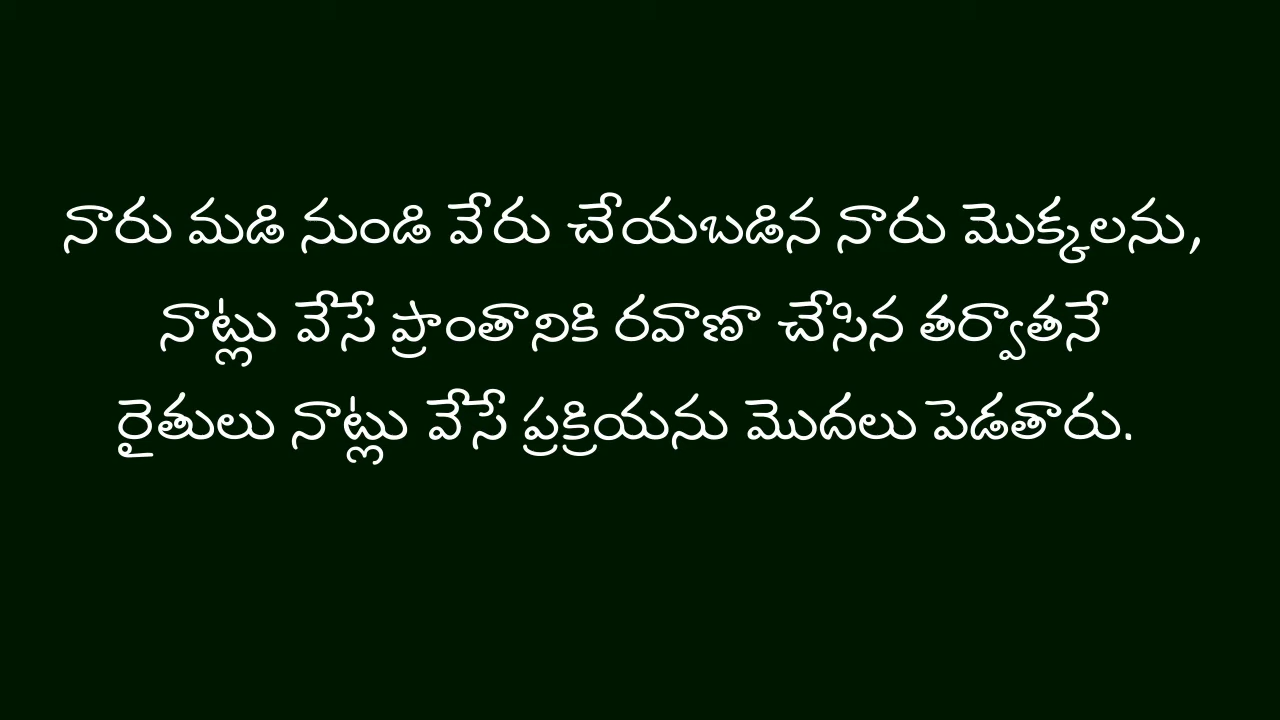 నారు మడి నుండి వేరు చేయబడిన నారు మొక్కలను,
నాట్లు వేసే ప్రాంతానికి రవాణా చేసిన తర్వాతనే
రైతులు నాట్లు వేసే ప్రక్రియను మొదలు పెడతారు.